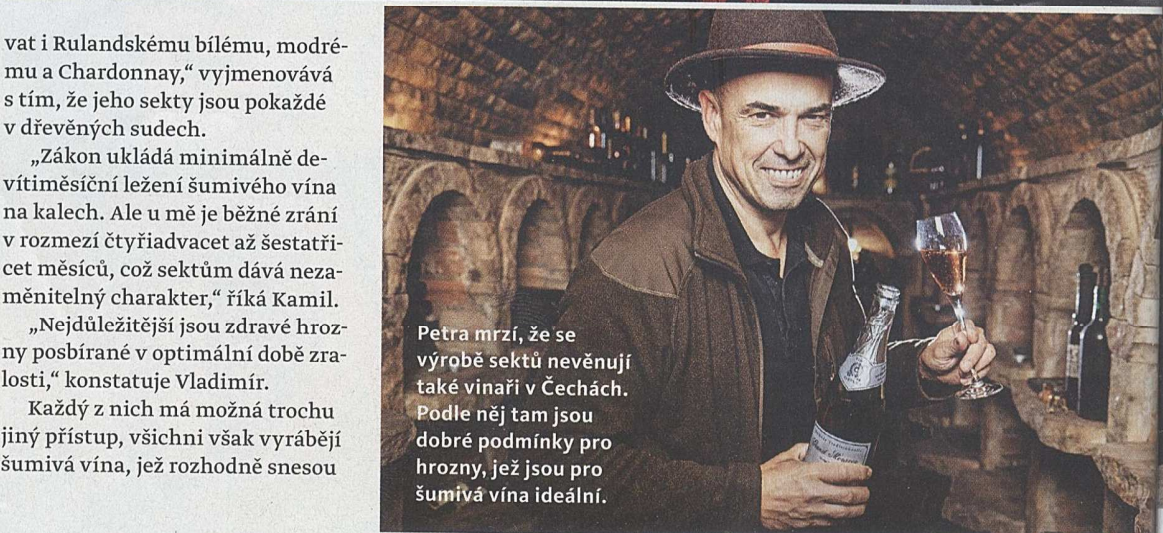 vat i Rulandskému bílému, modré-
mu a Chardonnay,“ vyjmenovává
s tím, že jeho sekty jsou pokaždé
v dřevěných sudech.
„Zákon ukládá minimálně de-
vítiměsíční ležení šumivého vína
na kalech. Ale u mě je běžné zrání
v rozmezí čtyřiadvacet až šestatři-
cet měsíců, což sektům dává neza-
měnitelný charakter,“ říká Kamil.
„Nejdůležitější jsou zdravé hroz-
ny posbírané v optimální době zra-
losti,“ konstatuje Vladimír.
Každý z nich má možná trochu
jiný přístup, všichni však vyrábějí
šumivá vína, jež rozhodně snesou
Petra mrzí, že se
výrobě sektů nevěnují
také vinaři v Čechách.
Podle něj tam jsou
dobré podmínky pro
hrozny, jež jsou pro
šumivá vína ideální.